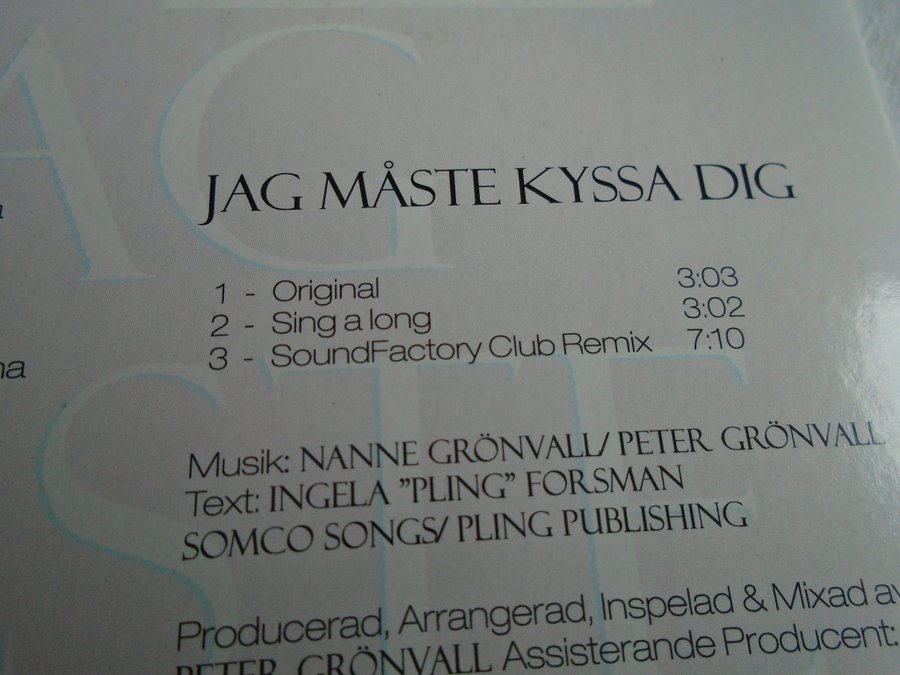 JAG MÅSTE KYSSA DIG
1 - Original 3:03
2 - Sing a long 3:02
3 - SoundFactory Club Remix 7:10
Musik: NANNE GRÖNVALL/ PETER GRÖNVALL
Text: INGELA "PLING" FORSMAN
SOMCO SONGS/ PLING PUBLISHING
Producerad, Arrangerad, Inspelad & Mixad av
PETER GRÖNVALL Assisterande Producent: